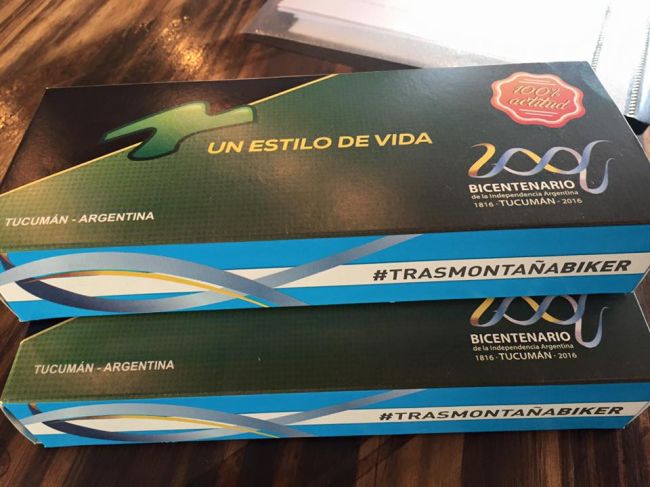 100%
actitud
UN ESTILO DE VIDA
BICENTENARIO
de la Independencia Argentina
1816 · TUCUMÁN · 2016
TUCUMÁN - ARGENTINA
#TRASMONTAÑABIKER
BICENTENARIO
de la Independencia Argentina
1816 · TUCUMÁN · 2016
TUCUMÁN - ARGENTINA
#TRASMONTAÑABIKER